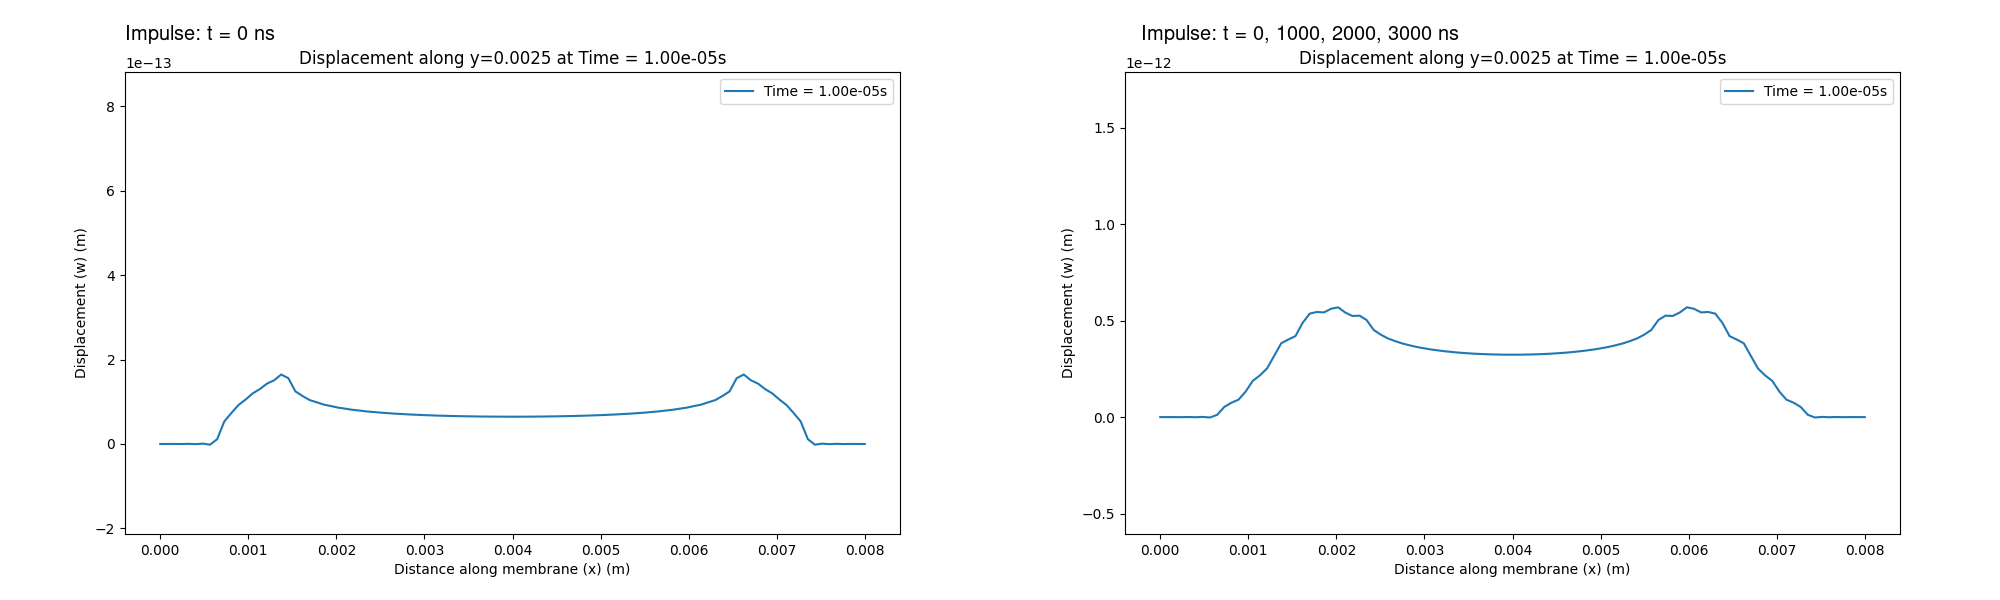 Impulse: t = 0 ns
Displacement along y=0.0025 at Time = 1.00e-05s
1e−13
Time = 1.00e-05s
8
6
4
2
0
−2
Displacement (w) (m)
0.000 0.001 0.002 0.003 0.004 0.005 0.006 0.007 0.008
Distance along membrane (x) (m)
Impulse: t = 0, 1000, 2000, 3000 ns
Displacement along y=0.0025 at Time = 1.00e-05s
1e−12
Time = 1.00e-05s
1.5
1.0
0.5
0.0
−0.5
Displacement (w) (m)
0.000 0.001 0.002 0.003 0.004 0.005 0.006 0.007 0.008
Distance along membrane (x) (m)